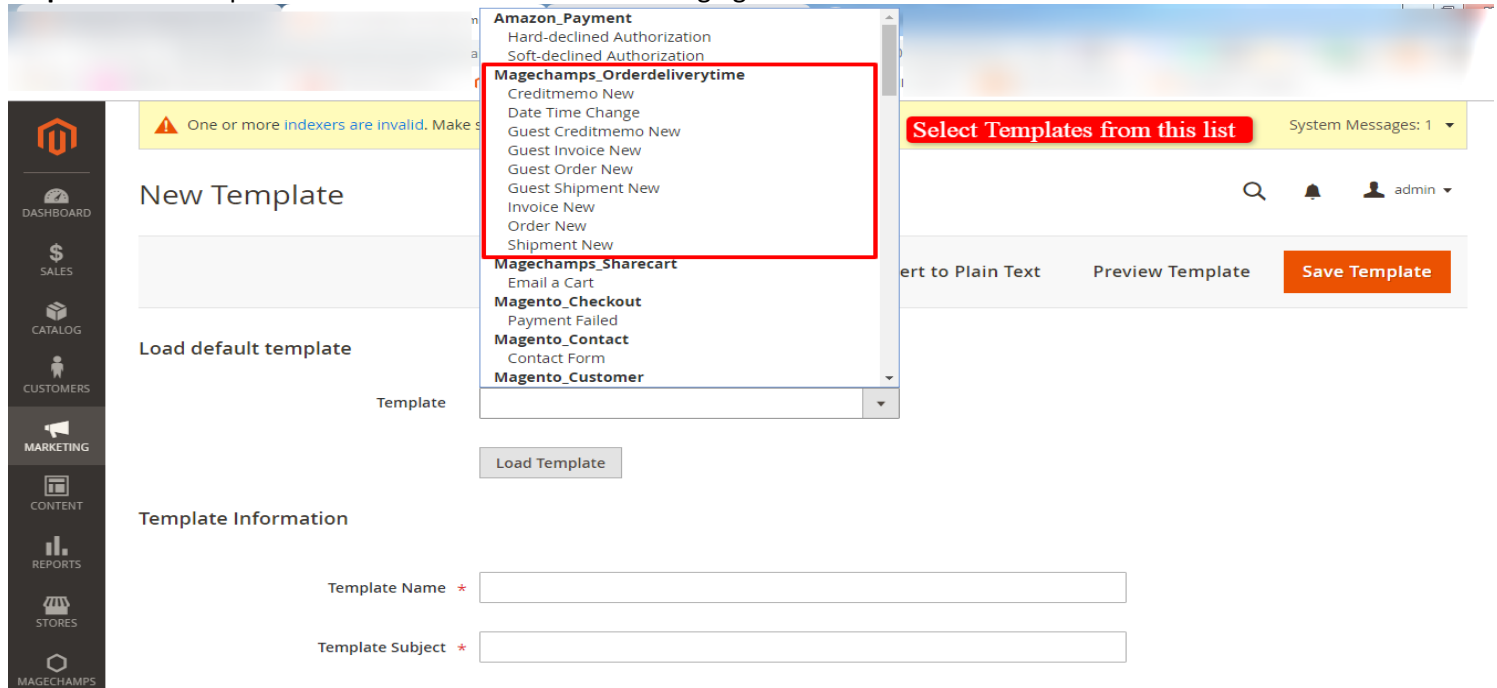 Amazon_Payment
Hard-declined Authorization
Soft-declined Authorization
Magechamps_Orderdeliverytime
Creditmemo New
Date Time Change
Guest Creditmemo New
Guest Invoice New
Guest Order New
Guest Shipment New
Invoice New
Order New
Shipment New
Magechamps_Sharecart
Email a Cart
Magento_Checkout
Payment Failed
Magento_Contact
Contact Form
Magento_Customer
One or more indexers are invalid. Make
Select Templates from this list
System Messages: 1
New Template
admin
ert to Plain Text
Preview Template
Save Template
DASHBOARD
SALES
CATALOG
CUSTOMERS
MARKETING
CONTENT
REPORTS
STORES
MAGECHAMPS
Load default template
Template
Load Template
Template Information
Template Name *
Template Subject *